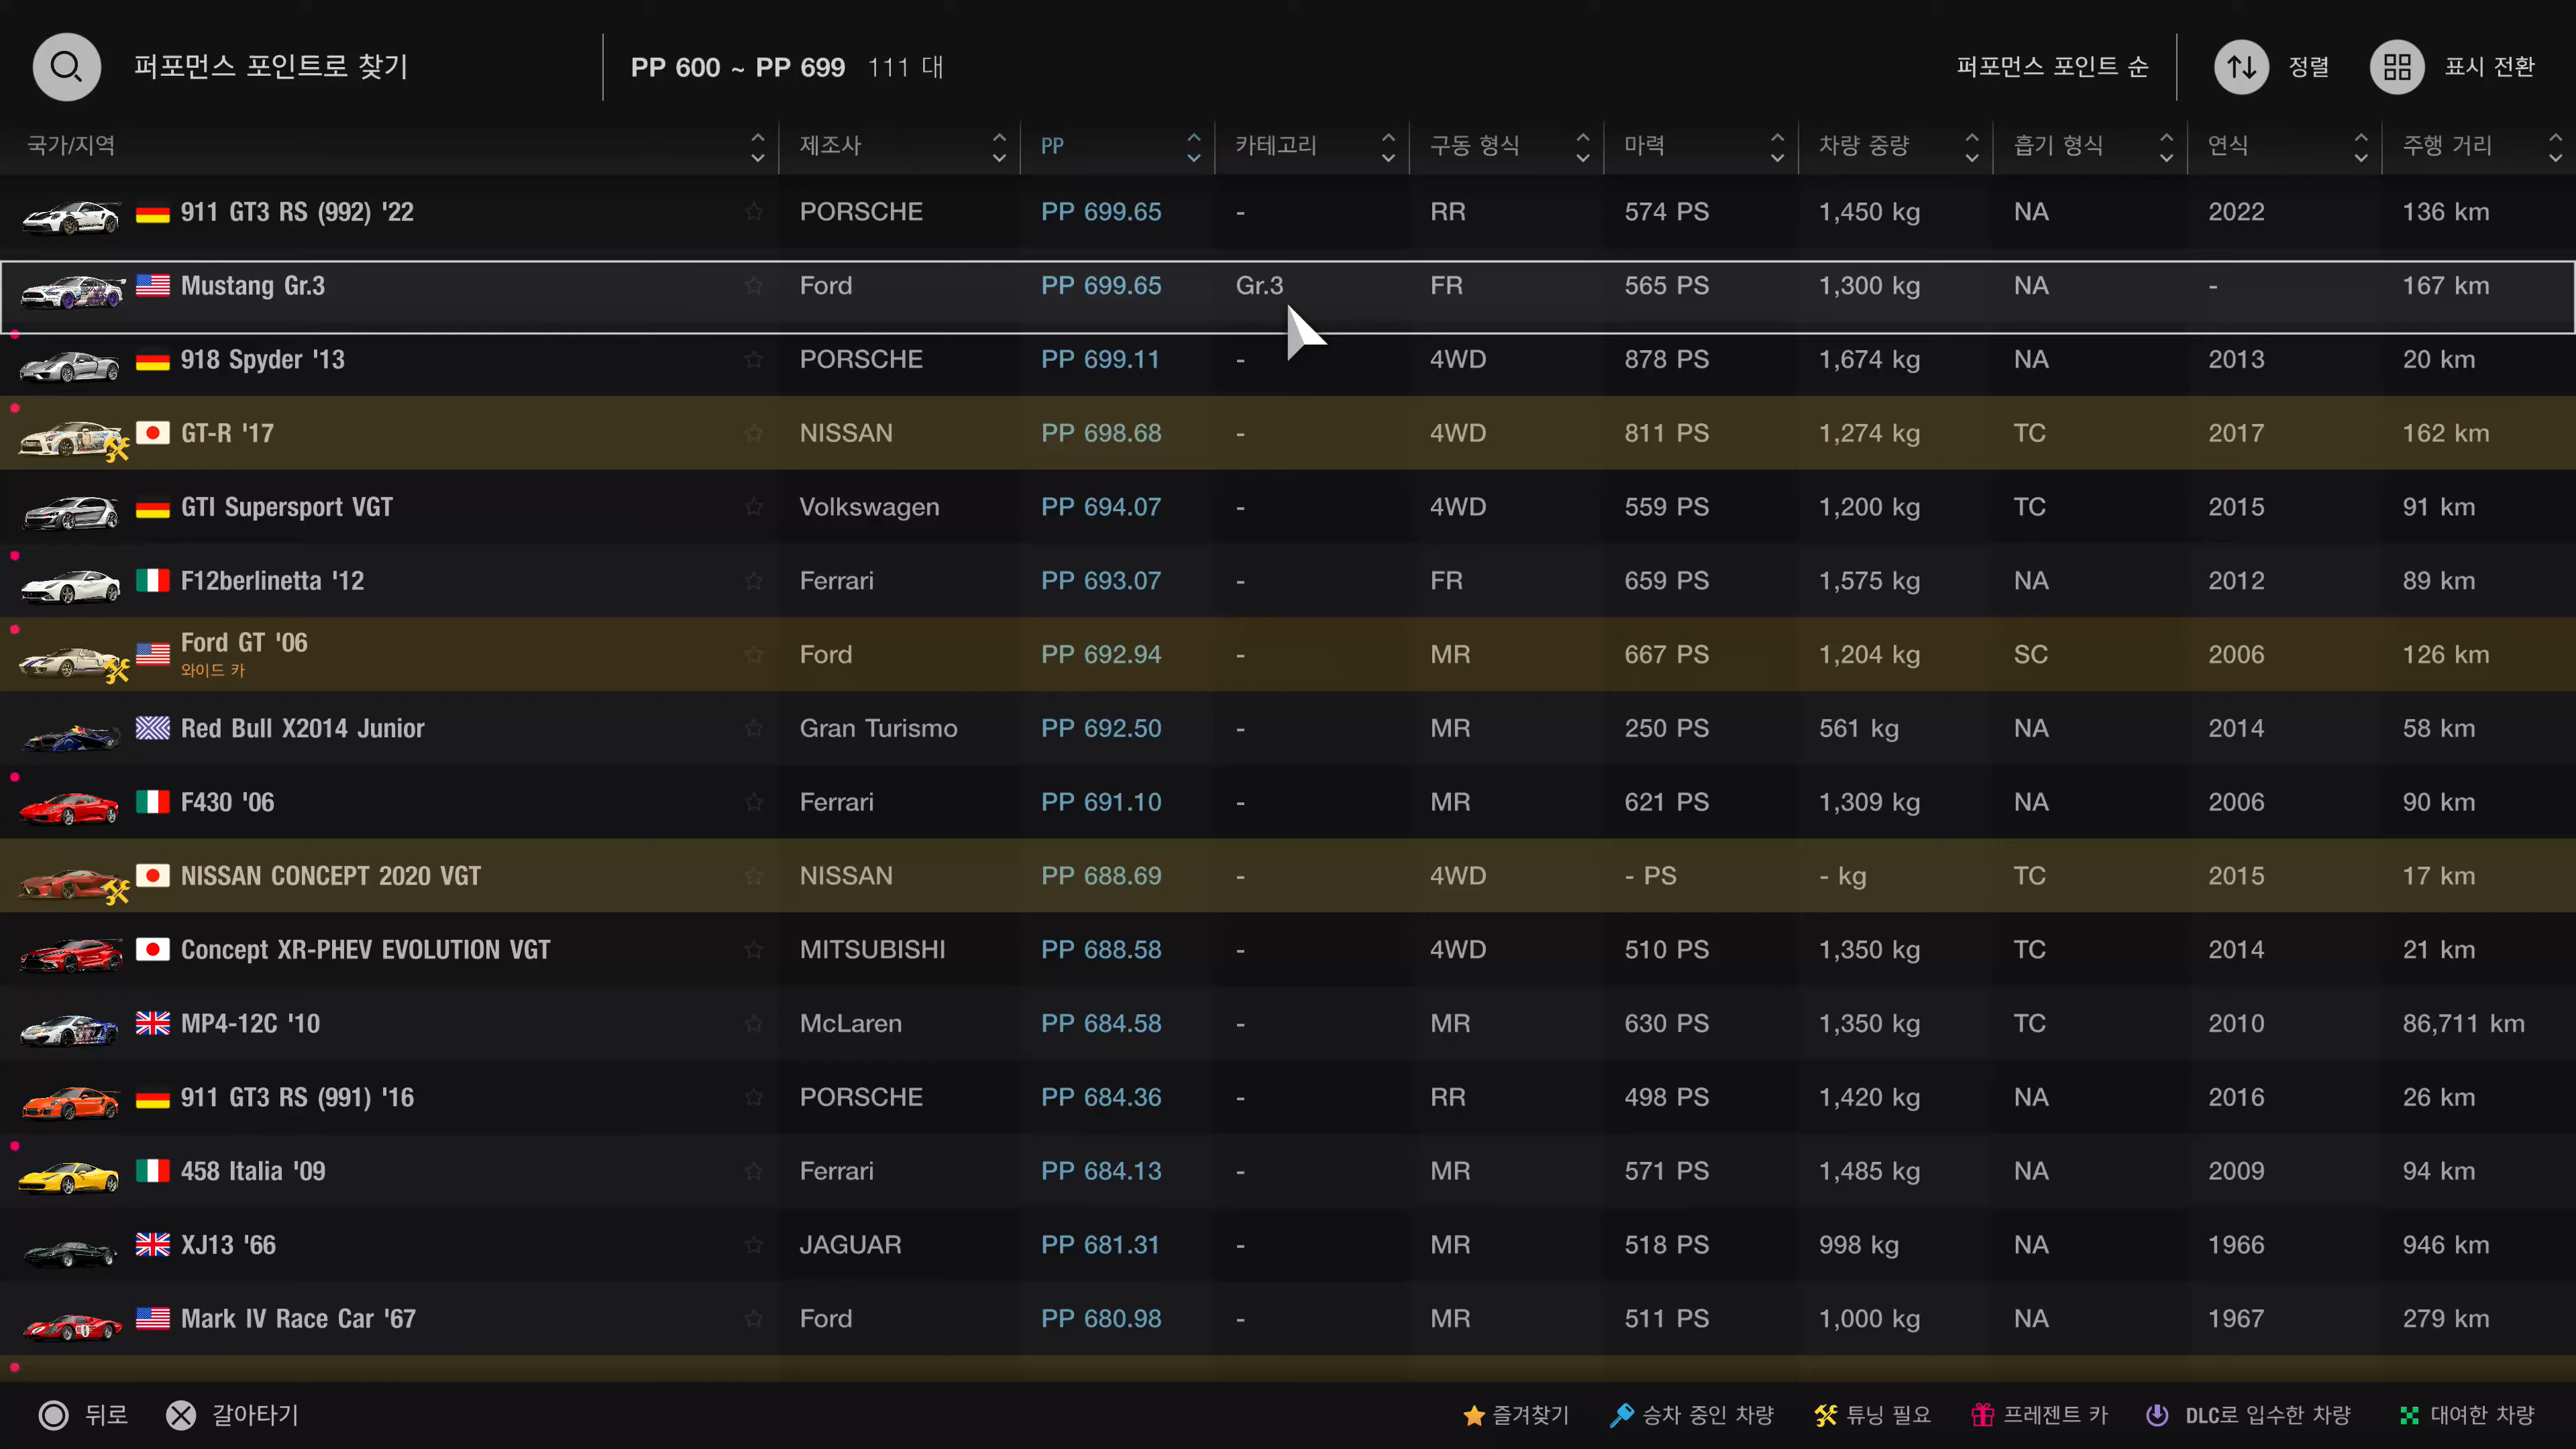 퍼포먼스 포인트로 찾기 PP 600 ~ PP 699 111 대 퍼포먼스 포인트 순 정렬 표시 전환
국가/지역 제조사 PP 카테고리 구동 형식 마력 차량 중량 흡기 형식 연식 주행 거리
911 GT3 RS (992) '22 PORSCHE PP 699.65 - RR 574 PS 1,450 kg NA 2022 136 km
Mustang Gr.3 Ford PP 699.65 Gr.3 FR 565 PS 1,300 kg NA - 167 km
918 Spyder '13 PORSCHE PP 699.11 - 4WD 878 PS 1,674 kg NA 2013 20 km
GT-R '17 NISSAN PP 698.68 - 4WD 811 PS 1,274 kg TC 2017 162 km
GTI Supersport VGT Volkswagen PP 694.07 - 4WD 559 PS 1,200 kg TC 2015 91 km
F12berlinetta '12 Ferrari PP 693.07 - FR 659 PS 1,575 kg NA 2012 89 km
Ford GT '06 Ford PP 692.94 - MR 667 PS 1,204 kg SC 2006 126 km
와이드 카
Red Bull X2014 Junior Gran Turismo PP 692.50 - MR 250 PS 561 kg NA 2014 58 km
F430 '06 Ferrari PP 691.10 - MR 621 PS 1,309 kg NA 2006 90 km
NISSAN CONCEPT 2020 VGT NISSAN PP 688.69 - 4WD - PS - kg TC 2015 17 km
Concept XR-PHEV EVOLUTION VGT MITSUBISHI PP 688.58 - 4WD 510 PS 1,350 kg TC 2014 21 km
MP4-12C '10 McLaren PP 684.58 - MR 630 PS 1,350 kg TC 2010 86,711 km
911 GT3 RS (991) '16 PORSCHE PP 684.36 - RR 498 PS 1,420 kg NA 2016 26 km
458 Italia '09 Ferrari PP 684.13 - MR 571 PS 1,485 kg NA 2009 94 km
XJ13 '66 JAGUAR PP 681.31 - MR 518 PS 998 kg NA 1966 946 km
Mark IV Race Car '67 Ford PP 680.98 - MR 511 PS 1,000 kg NA 1967 279 km
뒤로 갈아타기 즐겨찾기 승차 중인 차량 튜닝 필요 프레젠트 카 DLC로 입수한 차량 대여한 차량